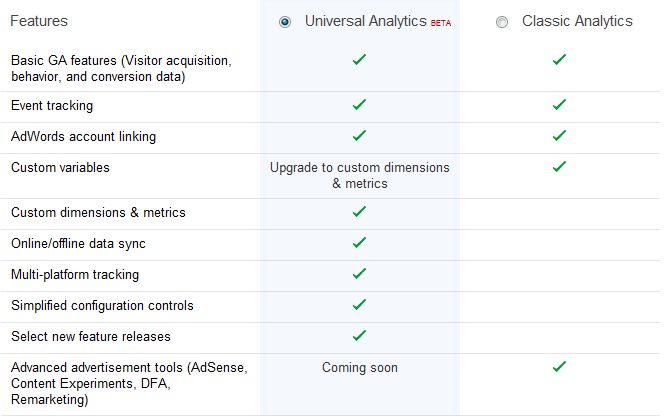 Features Universal Analytics BETA Classic Analytics
Basic GA features (Visitor acquisition,
behavior, and conversion data)
Event tracking
AdWords account linking
Custom variables Upgrade to custom dimensions
& metrics
Custom dimensions & metrics
Online/offline data sync
Multi-platform tracking
Simplified configuration controls
Select new feature releases
Advanced advertisement tools (AdSense, Coming soon
Content Experiments, DFA,
Remarketing)